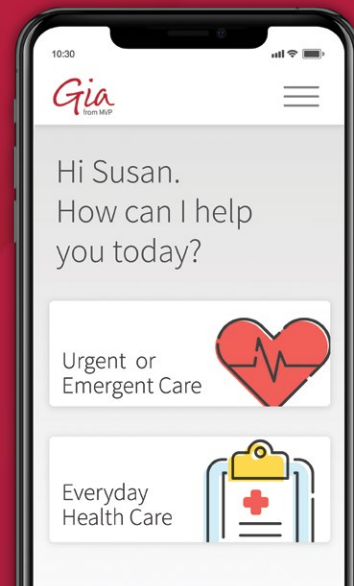 10:30
Gia
from MVP
Hi Susan.
How can I help
you today?
Urgent or
Emergent Care
Everyday
Health Care